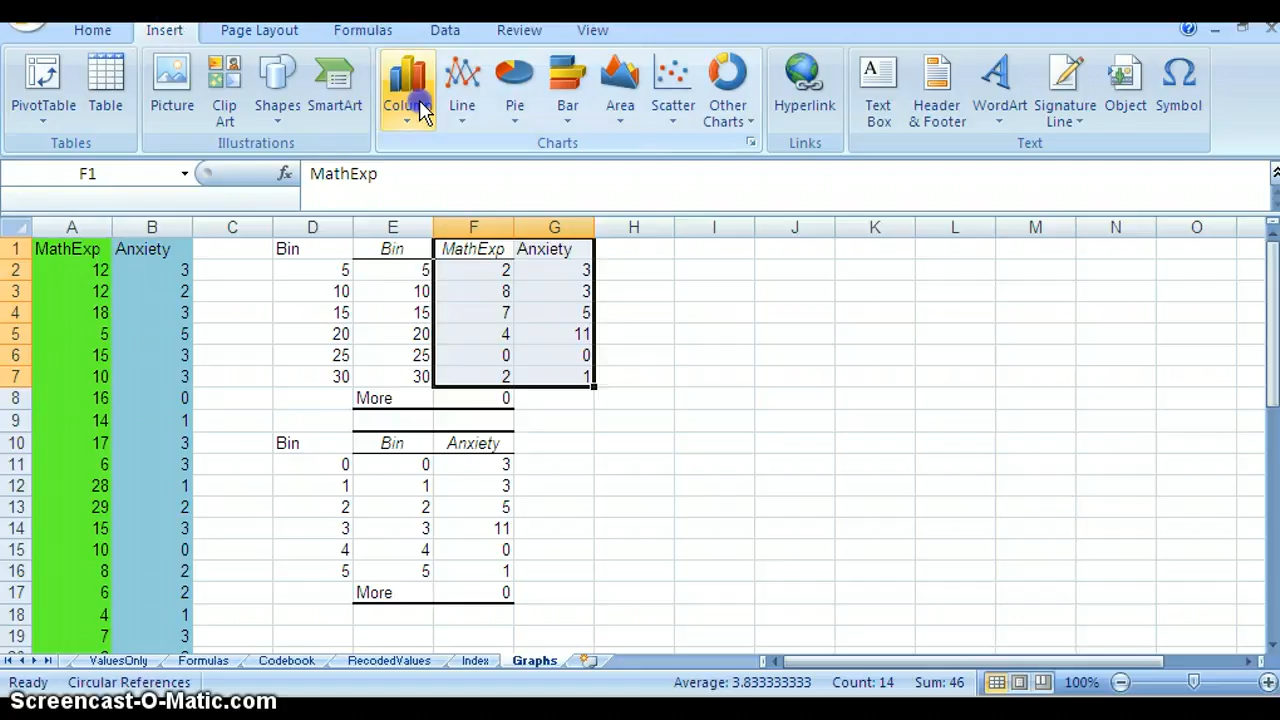 Home Insert Page Layout Formulas Data Review View
PivotTable Table Picture Clip Art Shapes SmartArt Column Line Pie Bar Area Scatter Other Charts Hyperlink Text Box Header & Footer WordArt Signature Line Object Symbol
Tables Illustrations Charts Links Text
F1 fx MathExp
A B C D E F G H I J K L M N O
1 MathExp Anxiety Bin Bin MathExp Anxiety
2 12 3 5 5 2 3
3 12 2 10 10 8 3
4 18 3 15 15 7 5
5 5 5 20 20 4 11
6 15 3 25 25 0 0
7 10 3 30 30 2 1
8 16 0 More 0
9 14 1
10 17 3 Bin Bin Anxiety
11 6 3 0 0 3
12 28 1 1 1 3
13 29 2 2 2 5
14 15 3 3 3 11
15 10 0 4 4 0
16 8 2 5 5 1
17 6 2 More 0
18 4 1
19 7 3
ValuesOnly Formulas Codebook RecodedValues Index Graphs
Ready Circular References Average: 3.833333333 Count: 14 Sum: 46 100%
Screencast-O-Matic.com